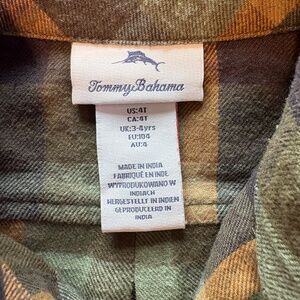 Tommy Bahama
US:4T
CA:4T
UK:3-4yrs
EU:104
AU:4
MADE IN INDIA
FABRIQUÉ EN INDE
WYPRODUKOWANO W
INDIACH
HERGESTELLT IN INDIEN
GEPRODUCEERD IN
INDIA